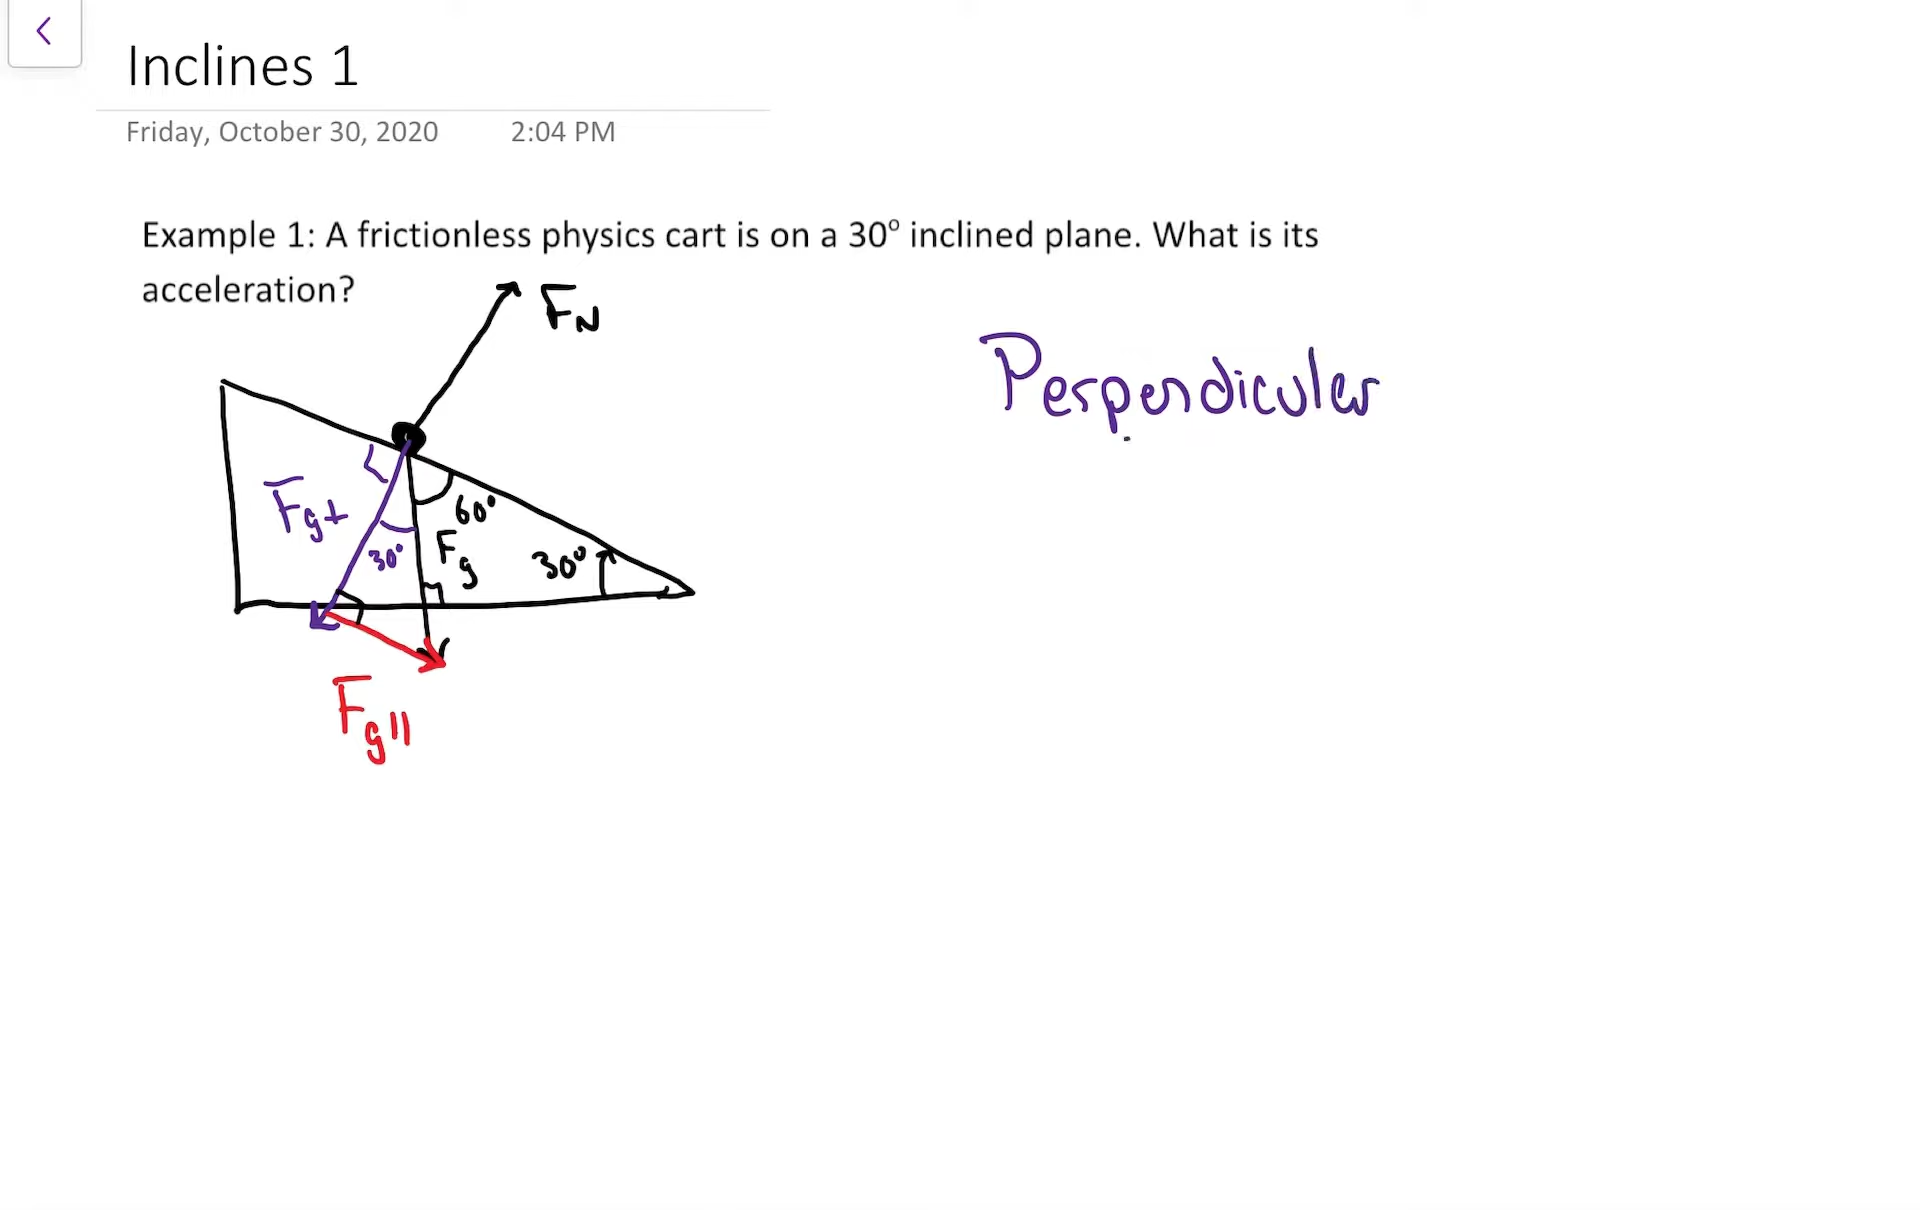 Inclines 1
Friday, October 30, 2020 2:04 PM
Example 1: A frictionless physics cart is on a 30° inclined plane. What is its
acceleration?
FN
Perpendicular
Fg⊥
60°
30°
Fg
30°
Fg||